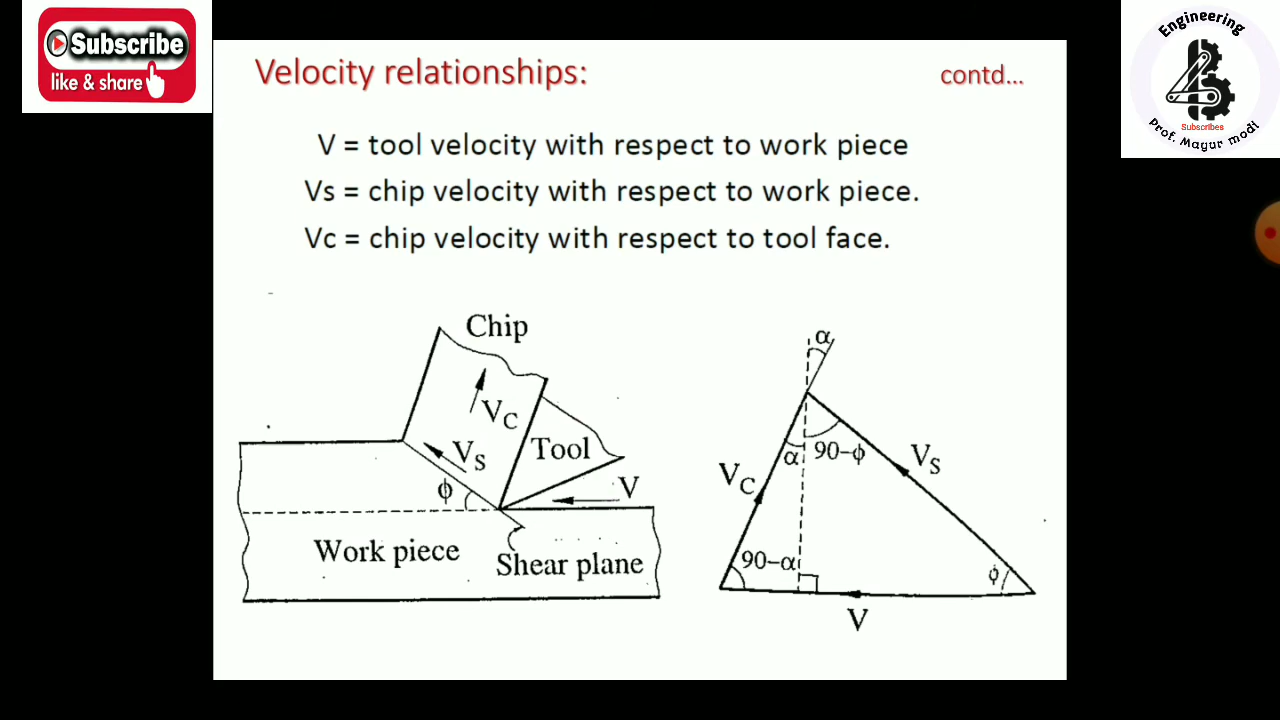 Subscribe
like & share
Engineering
Subscribes
Prof. Mayur modi
Velocity relationships:
contd...
V = tool velocity with respect to work piece
Vs = chip velocity with respect to work piece.
Vc = chip velocity with respect to tool face.
Chip
VC
VS
Tool
V
ϕ
Work piece
Shear plane
α
α
90-ϕ
VS
VC
90-α
ϕ
V